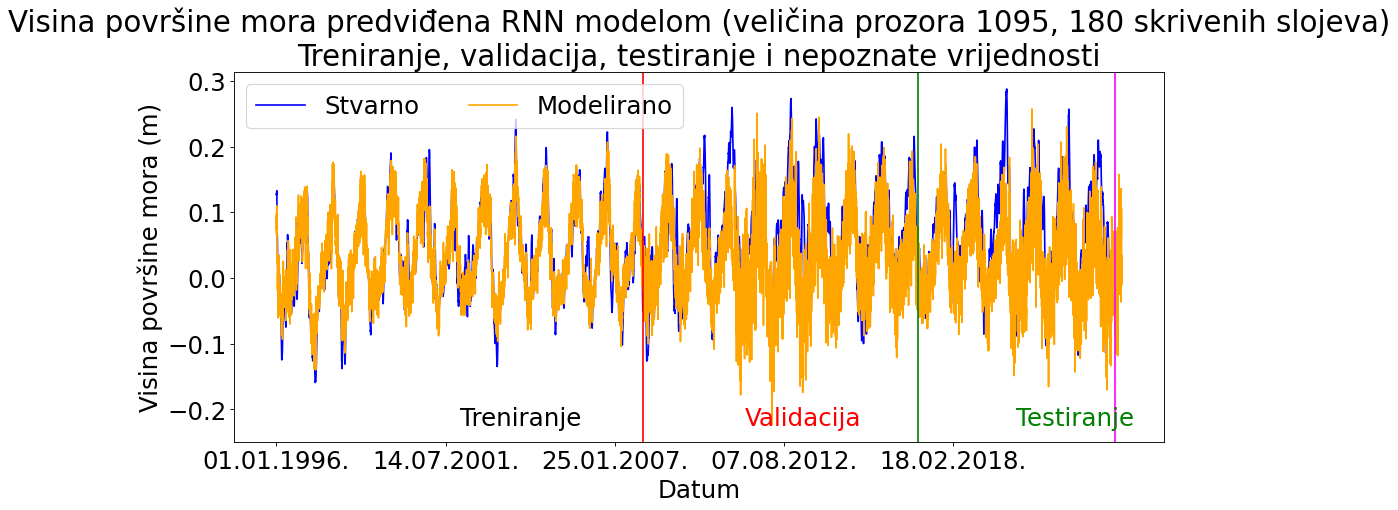 Visina površine mora predviđena RNN modelom (veličina prozora 1095, 180 skrivenih slojeva)
Treniranje, validacija, testiranje i nepoznate vrijednosti
Stvarno
Modelirano
Visina površine mora (m)
0.3
0.2
0.1
0.0
−0.1
−0.2
Treniranje
Validacija
Testiranje
01.01.1996.
14.07.2001.
25.01.2007.
07.08.2012.
18.02.2018.
Datum